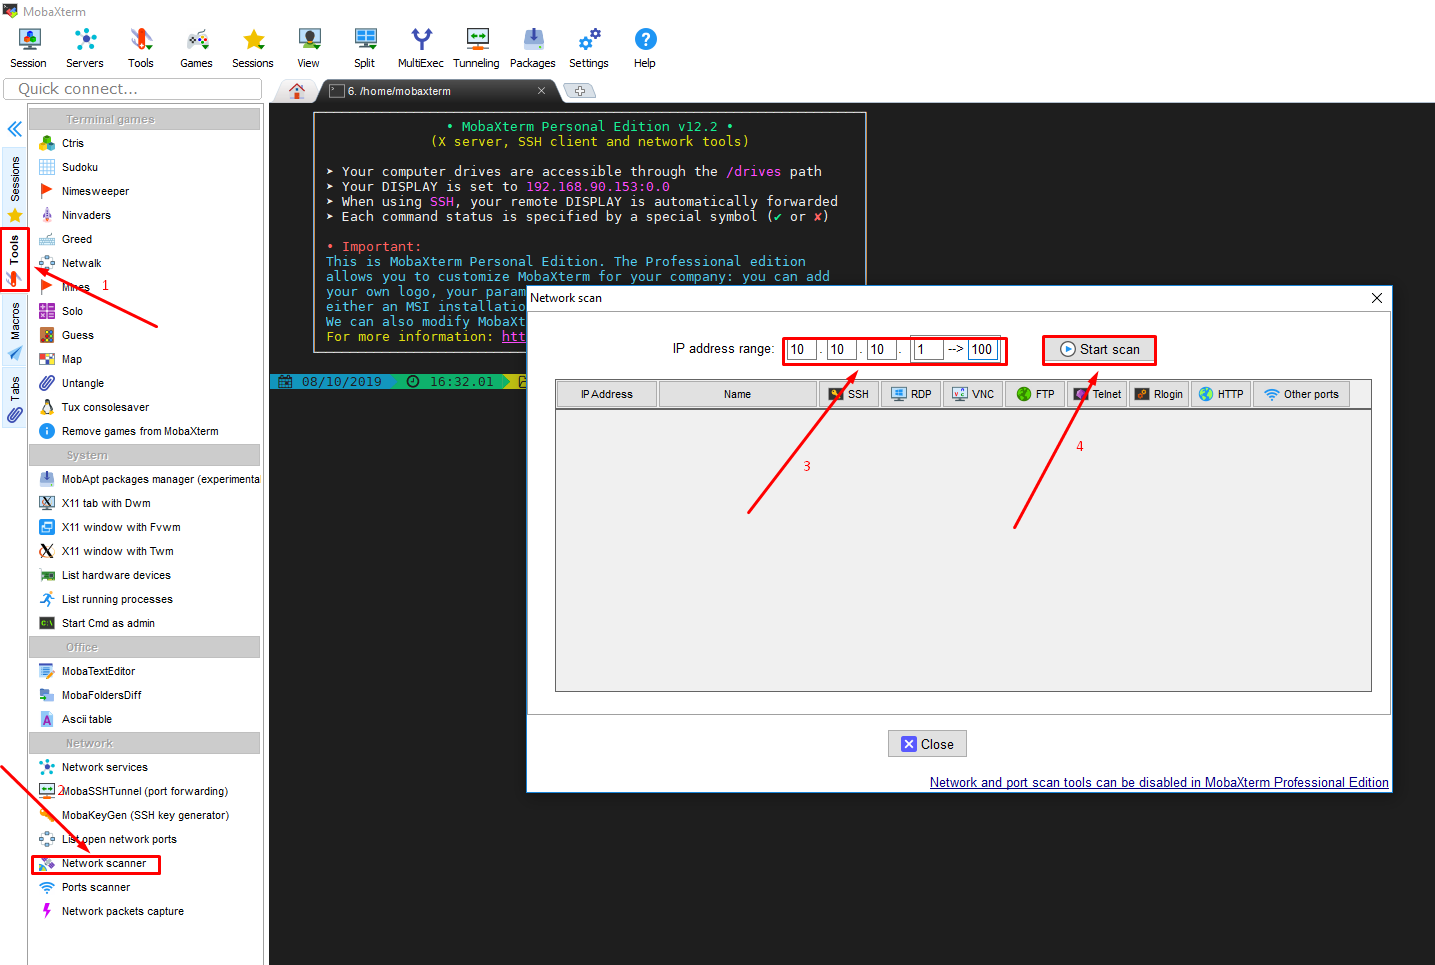 MobaXterm
Session Servers Tools Games Sessions View Split MultiExec Tunneling Packages Settings Help
Quick connect...
6. /home/mobaxterm
Sessions
Tools
Macros
Tabs
Terminal games
Ctris
Sudoku
Nimesweeper
Ninvaders
Greed
Netwalk
Mines
1
Solo
Guess
Map
Untangle
Tux consolesaver
Remove games from MobaXterm
System
MobApt packages manager (experimental
X11 tab with Dwm
X11 window with Fvwm
X11 window with Twm
List hardware devices
List running processes
Start Cmd as admin
Office
MobaTextEditor
MobaFoldersDiff
Ascii table
Network
Network services
MobaSSHTunnel (port forwarding)
2
MobaKeyGen (SSH key generator)
List open network ports
Network scanner
Ports scanner
Network packets capture
• MobaXterm Personal Edition v12.2 •
(X server, SSH client and network tools)
➤ Your computer drives are accessible through the /drives path
➤ Your DISPLAY is set to 192.168.90.153:0.0
➤ When using SSH, your remote DISPLAY is automatically forwarded
➤ Each command status is specified by a special symbol (✔ or ✘)
• Important:
This is MobaXterm Personal Edition. The Professional edition
allows you to customize MobaXterm for your company: you can add
your own logo, your param
either an MSI installatio
We can also modify MobaXt
For more information: htt
08/10/2019 16:32.01
Network scan
IP address range: 10 . 10 . 10 . 1 --> 100
Start scan
IP Address Name SSH RDP VNC FTP Telnet Rlogin HTTP Other ports
3
4
Close
Network and port scan tools can be disabled in MobaXterm Professional Edition